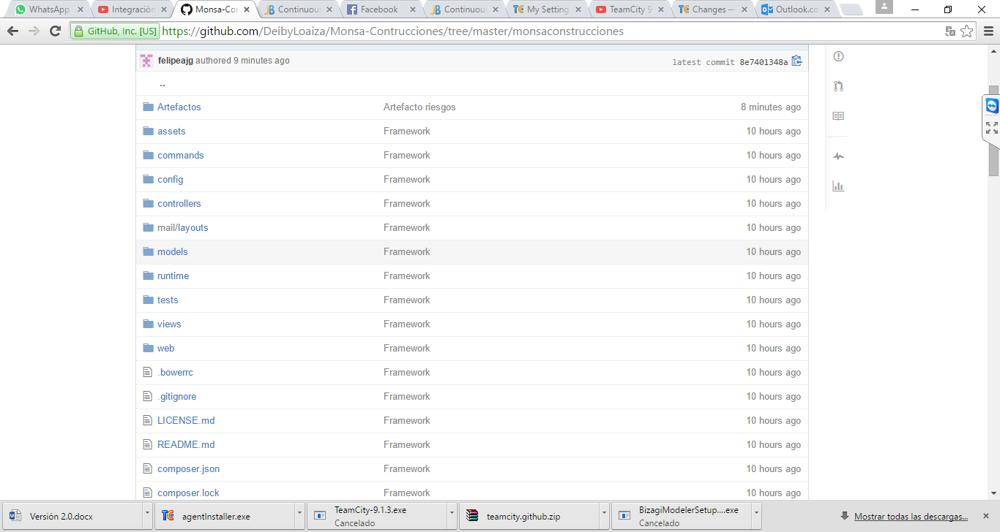 WhatsApp
Integración
Monsa-Co
Continuou
Facebook
Continuou
My Setting
TeamCity 9
Changes —
Outlook.co
GitHub, Inc. [US] https://github.com/DeibyLoaiza/Monsa-Contrucciones/tree/master/monsaconstrucciones
felipeajg authored 9 minutes ago latest commit 8e7401348a
..
Artefactos Artefacto riesgos 8 minutes ago
assets Framework 10 hours ago
commands Framework 10 hours ago
config Framework 10 hours ago
controllers Framework 10 hours ago
mail/layouts Framework 10 hours ago
models Framework 10 hours ago
runtime Framework 10 hours ago
tests Framework 10 hours ago
views Framework 10 hours ago
web Framework 10 hours ago
.bowerrc Framework 10 hours ago
.gitignore Framework 10 hours ago
LICENSE.md Framework 10 hours ago
README.md Framework 10 hours ago
composer.json Framework 10 hours ago
composer.lock Framework 10 hours ago
Versión 2.0.docx
agentInstaller.exe
TeamCity-9.1.3.exe
Cancelado
teamcity.github.zip
BizagiModelerSetup....exe
Cancelado
Mostrar todas las descargas...